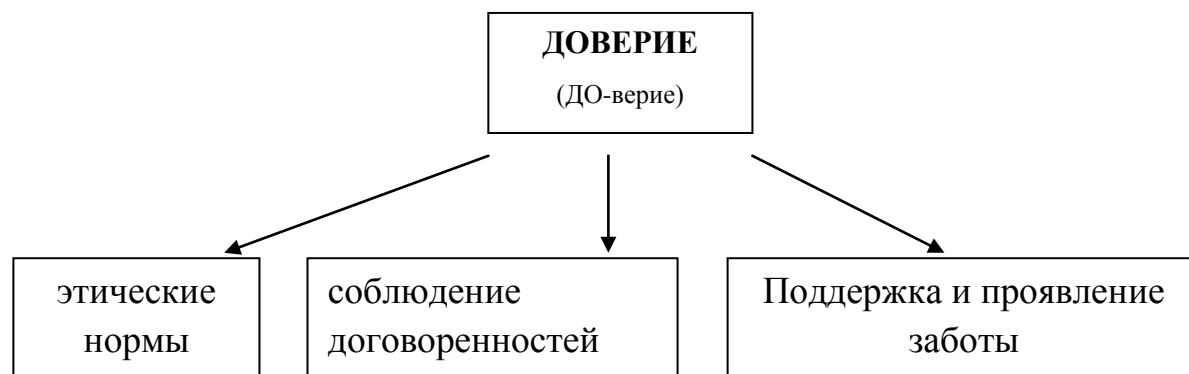 ДОВЕРИЕ
(ДО-верие)
этические
нормы
соблюдение
договоренностей
Поддержка и проявление
заботы